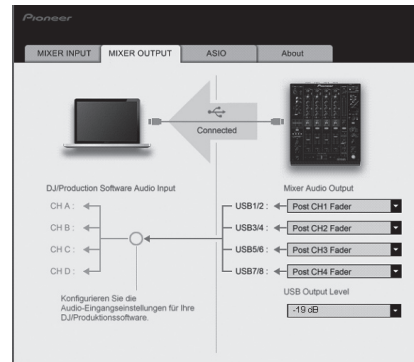 Pioneer
MIXER INPUT
MIXER OUTPUT
ASIO
About
Connected
Pioneer
DJ/Production Software Audio Input
Mixer Audio Output
CH A :
USB1/2 :
Post CH1 Fader
CH B :
USB3/4 :
Post CH2 Fader
CH C :
USB5/6 :
Post CH3 Fader
CH D :
USB7/8 :
Post CH4 Fader
Konfigurieren Sie die
Audio-Eingangseinstellungen für Ihre
DJ/Produktionssoftware.
USB Output Level
-19 dB